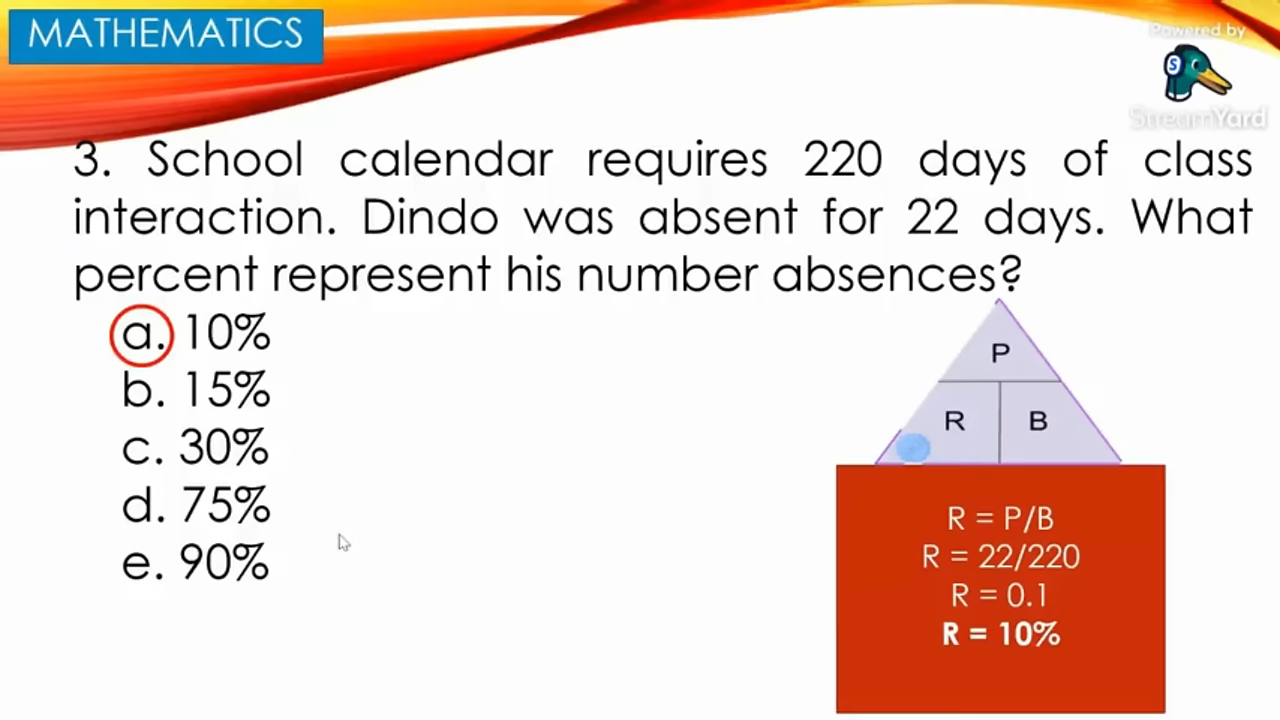 MATHEMATICS
Powered by
S
StreamYard
3. School calendar requires 220 days of class
interaction. Dindo was absent for 22 days. What
percent represent his number absences?
a. 10%
b. 15%
c. 30%
d. 75%
e. 90%
P
R B
R = P/B
R = 22/220
R = 0.1
R = 10%